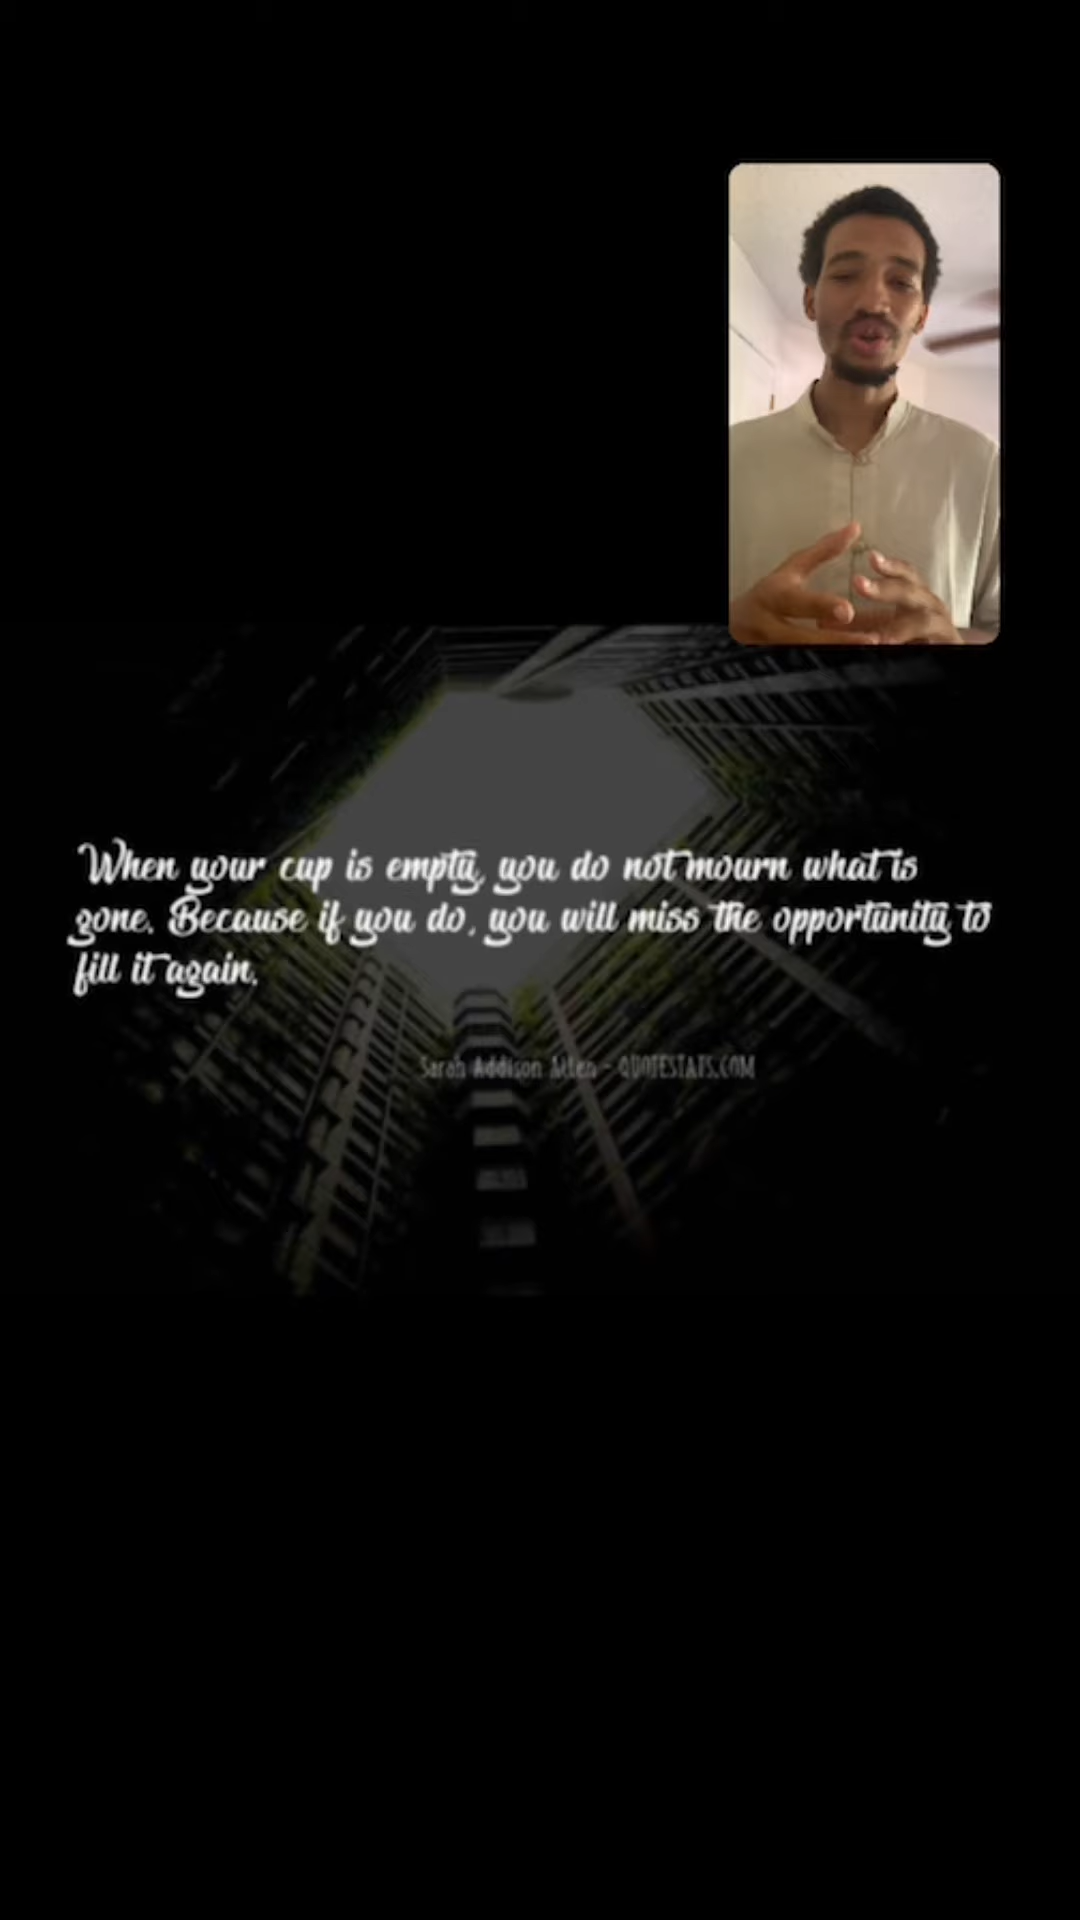 When your cup is empty, you do not mourn what is
gone. Because if you do, you will miss the opportunity to
fill it again.
Sarah Addison Allen - QUOTESTATS.COM